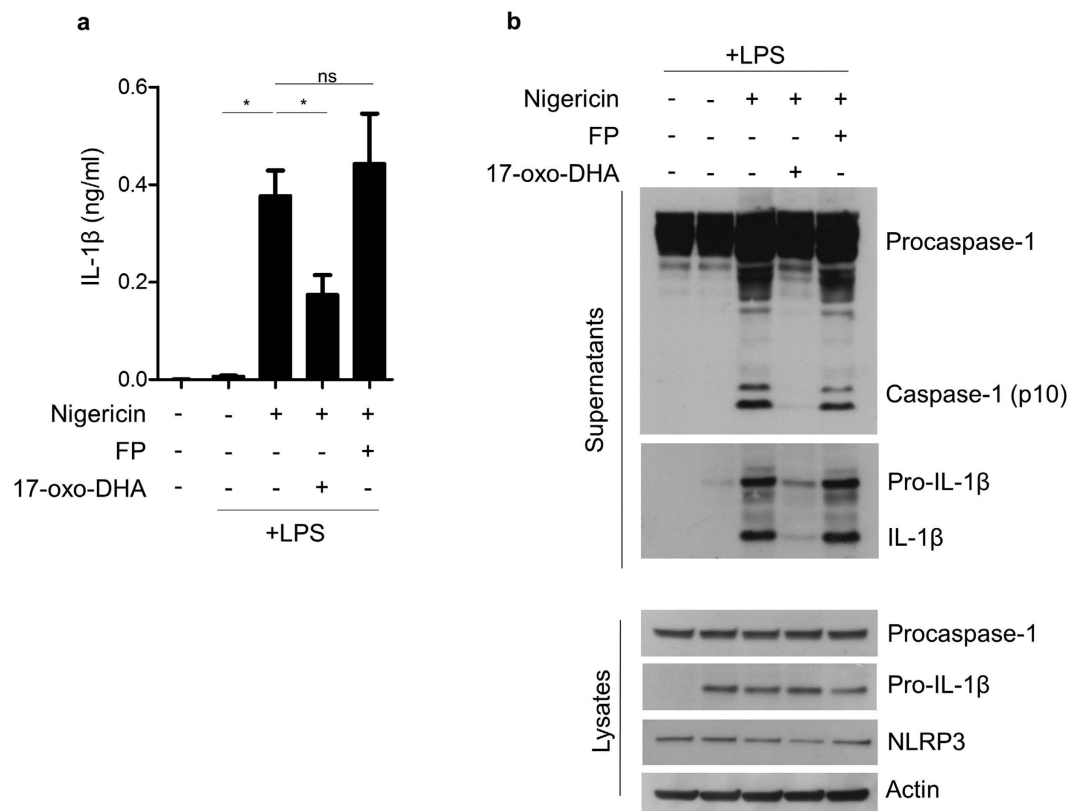 a
ns
* *
0.6
0.4
0.2
0.0
IL-1β (ng/ml)
Nigericin - - + + +
FP - - - - +
17-oxo-DHA - - - + -
+LPS
b
+LPS
Nigericin - - + + +
FP - - - - +
17-oxo-DHA - - - + -
Supernatants
Procaspase-1
Caspase-1 (p10)
Pro-IL-1β
IL-1β
Lysates
Procaspase-1
Pro-IL-1β
NLRP3
Actin